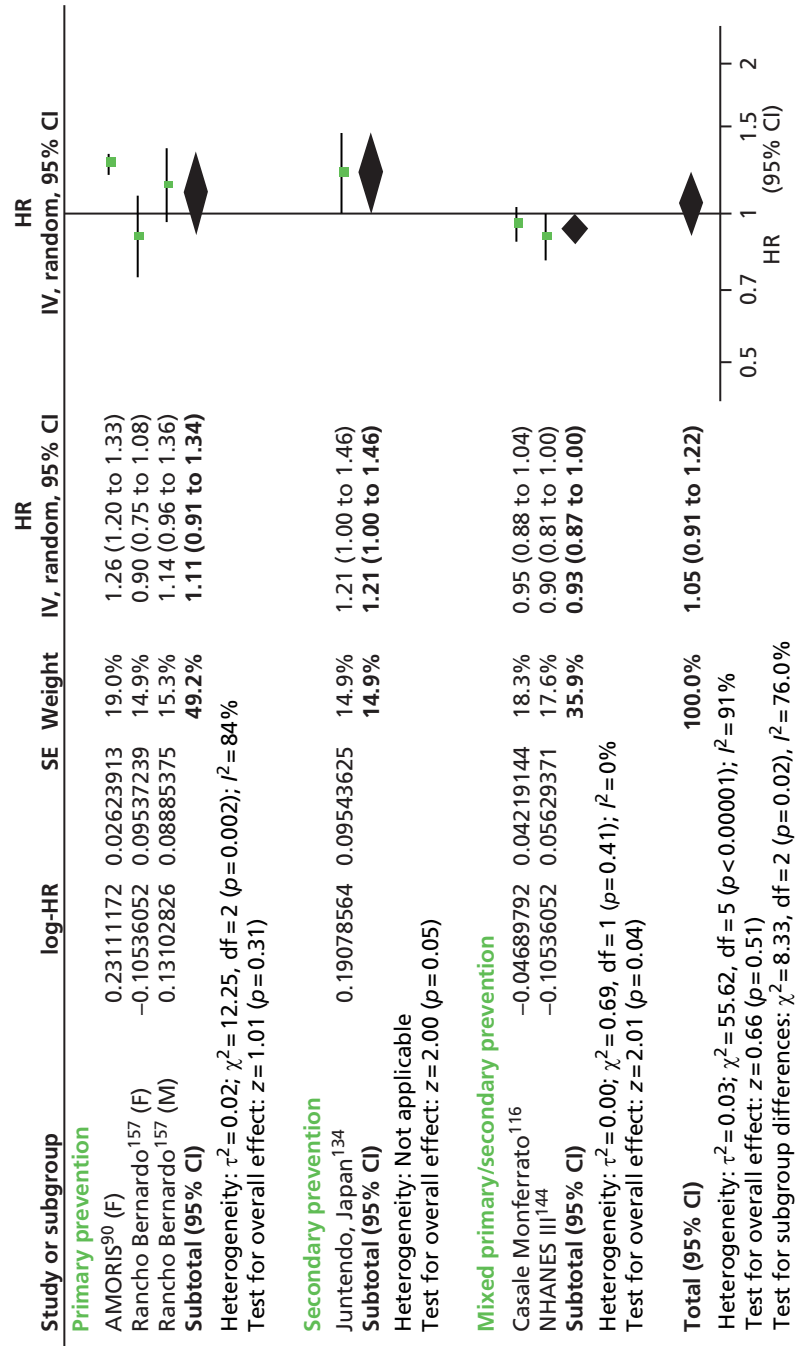 HR HR
Study or subgroup log-HR SE Weight IV, random, 95% CI IV, random, 95% CI
Primary prevention
AMORIS90 (F) 0.23111172 0.02623913 19.0% 1.26 (1.20 to 1.33)
Rancho Bernardo157 (F) −0.10536052 0.09537239 14.9% 0.90 (0.75 to 1.08)
Rancho Bernardo157 (M) 0.13102826 0.08885375 15.3% 1.14 (0.96 to 1.36)
Subtotal (95% CI) 49.2% 1.11 (0.91 to 1.34)
Heterogeneity: τ2=0.02; χ2=12.25, df=2 (p=0.002); I2=84%
Test for overall effect: z=1.01 (p=0.31)
Secondary prevention
Juntendo, Japan134 0.19078564 0.09543625 14.9% 1.21 (1.00 to 1.46)
Subtotal (95% CI) 14.9% 1.21 (1.00 to 1.46)
Heterogeneity: Not applicable
Test for overall effect: z=2.00 (p=0.05)
Mixed primary/secondary prevention
Casale Monferrato116 −0.04689792 0.04219144 18.3% 0.95 (0.88 to 1.04)
NHANES III144 −0.10536052 0.05629371 17.6% 0.90 (0.81 to 1.00)
Subtotal (95% CI) 35.9% 0.93 (0.87 to 1.00)
Heterogeneity: τ2=0.00; χ2=0.69, df=1 (p=0.41); I2=0%
Test for overall effect: z=2.01 (p=0.04)
Total (95% CI) 100.0% 1.05 (0.91 to 1.22)
Heterogeneity: τ2=0.03; χ2=55.62, df=5 (p<0.00001); I2=91%
Test for overall effect: z=0.66 (p=0.51)
Test for subgroup differences: χ2=8.33, df=2 (p=0.02), I2=76.0%
0.5 0.7 1 1.5 2
HR (95% CI)